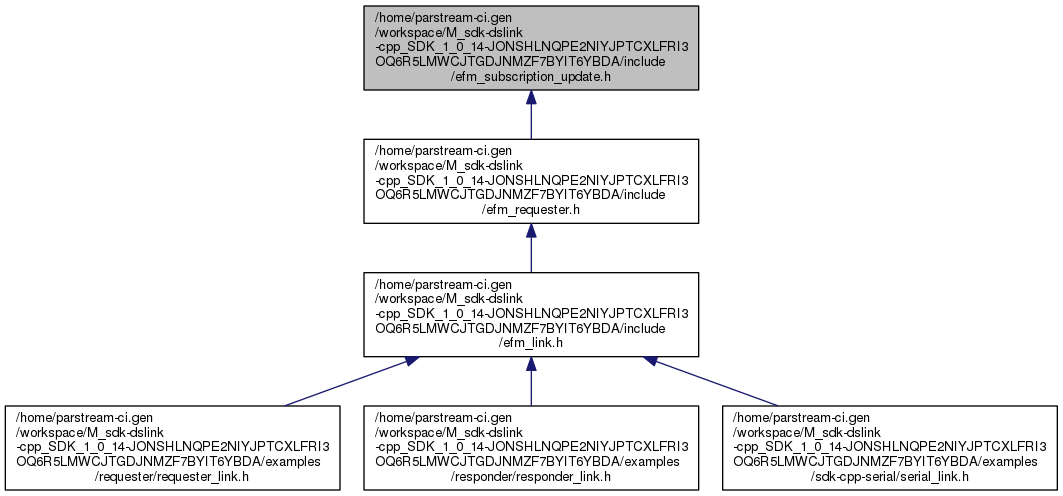 /home/parstream-ci.gen
/workspace/M_sdk-dslink
-cpp_SDK_1_0_14-JONSHLNQPE2NIYJPTCXLFRI3
OQ6R5LMWCJTGDJNMZF7BYIT6YBDA/include
/efm_subscription_update.h
/home/parstream-ci.gen
/workspace/M_sdk-dslink
-cpp_SDK_1_0_14-JONSHLNQPE2NIYJPTCXLFRI3
OQ6R5LMWCJTGDJNMZF7BYIT6YBDA/include
/efm_requester.h
/home/parstream-ci.gen
/workspace/M_sdk-dslink
-cpp_SDK_1_0_14-JONSHLNQPE2NIYJPTCXLFRI3
OQ6R5LMWCJTGDJNMZF7BYIT6YBDA/include
/efm_link.h
/home/parstream-ci.gen
/workspace/M_sdk-dslink
-cpp_SDK_1_0_14-JONSHLNQPE2NIYJPTCXLFRI3
OQ6R5LMWCJTGDJNMZF7BYIT6YBDA/examples
/requester/requester_link.h
/home/parstream-ci.gen
/workspace/M_sdk-dslink
-cpp_SDK_1_0_14-JONSHLNQPE2NIYJPTCXLFRI3
OQ6R5LMWCJTGDJNMZF7BYIT6YBDA/examples
/responder/responder_link.h
/home/parstream-ci.gen
/workspace/M_sdk-dslink
-cpp_SDK_1_0_14-JONSHLNQPE2NIYJPTCXLFRI3
OQ6R5LMWCJTGDJNMZF7BYIT6YBDA/examples
/sdk-cpp-serial/serial_link.h